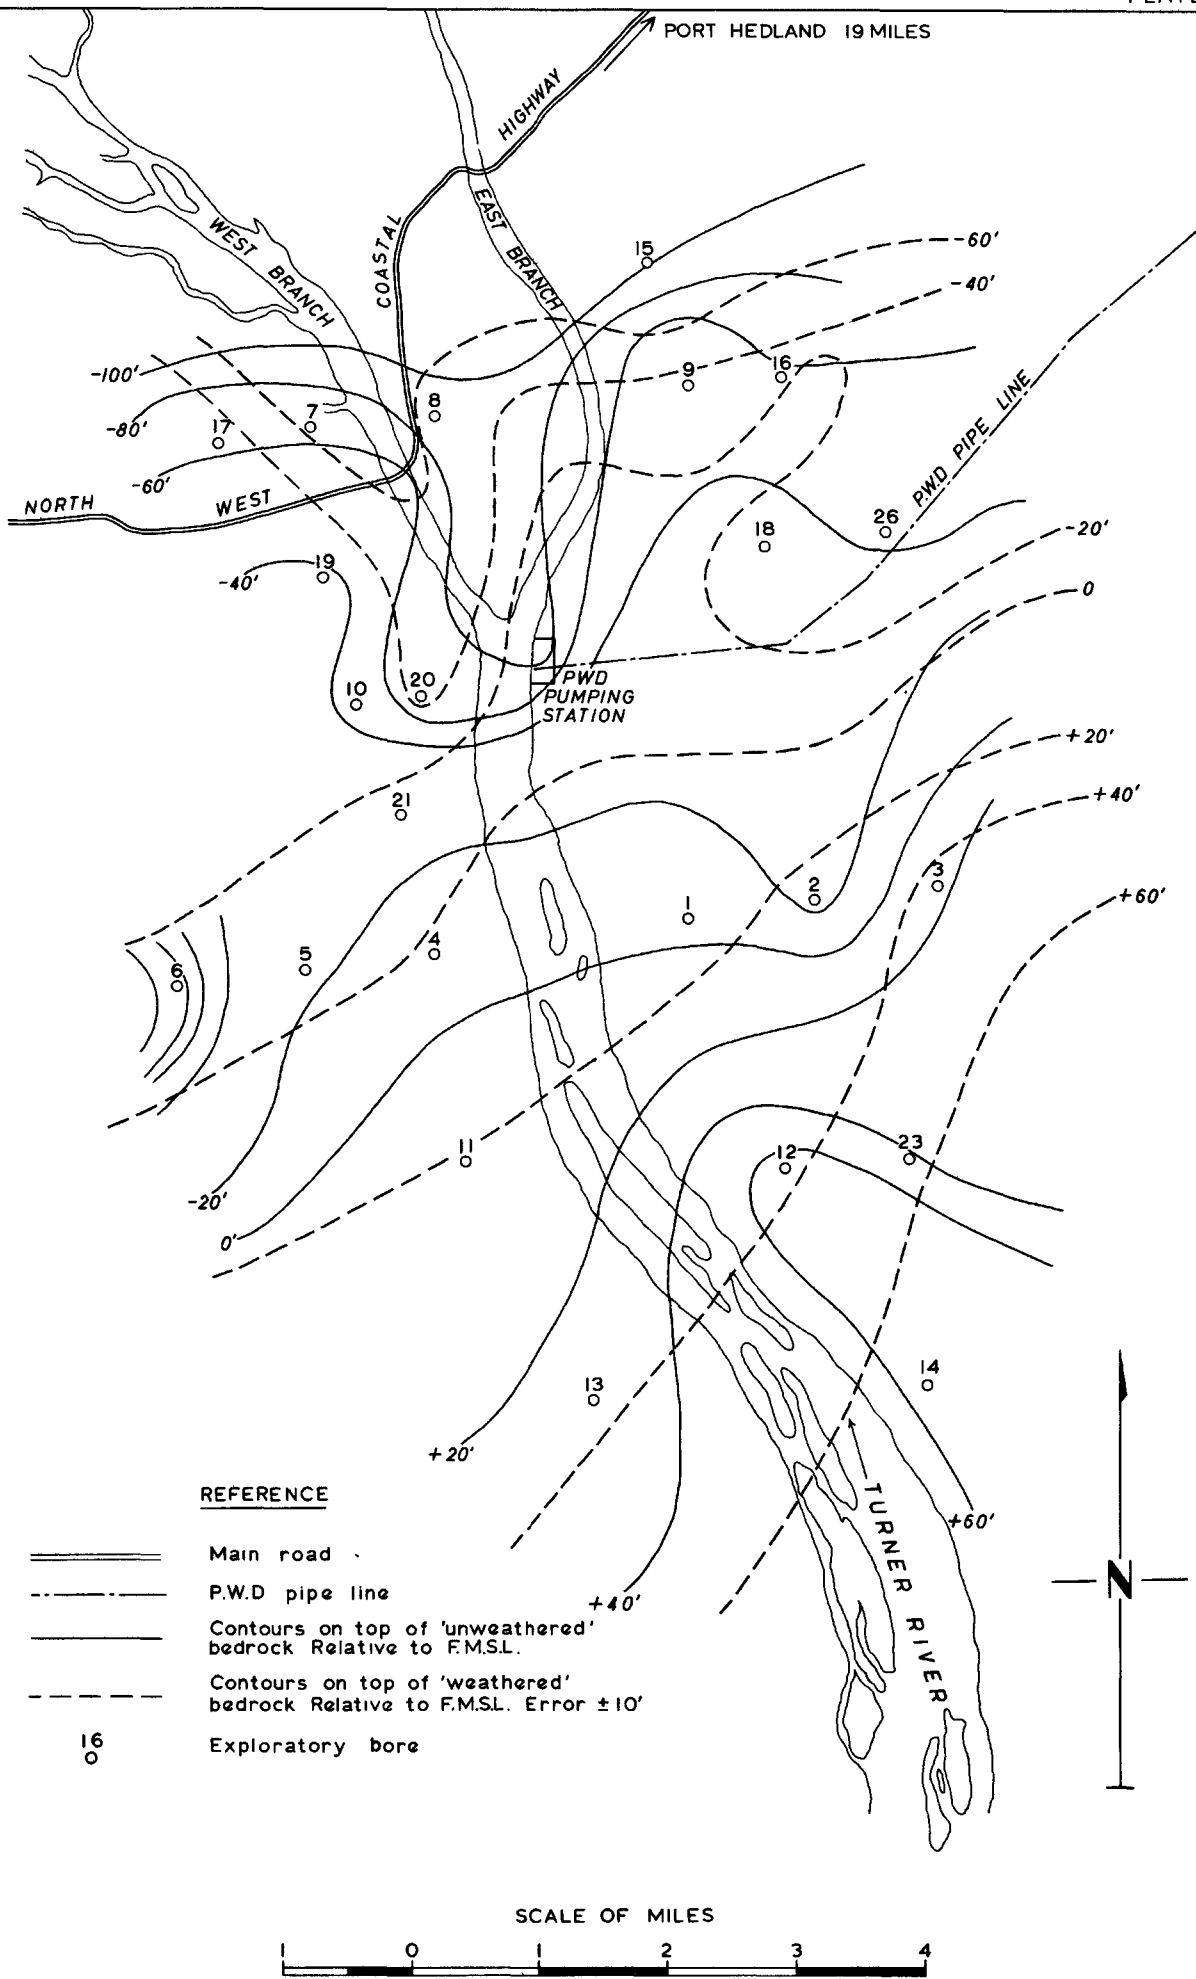 PORT HEDLAND 19 MILES
HIGHWAY
COASTAL
WEST BRANCH
EAST BRANCH
15
-60'
-40'
-100'
9
16
8
7
-80'
17
-60'
P.W.D PIPE LINE
NORTH WEST
26
18
-20'
19
-40'
0
20
10
PWD
PUMPING
STATION
+20'
21
+40'
3
2
+60'
1
4
5
6
11
12
23
-20'
0'
14
13
+20'
REFERENCE
+60'
TURNER RIVER
Main road
P.W.D pipe line
+40'
Contours on top of 'unweathered'
bedrock Relative to F.M.S.L.
Contours on top of 'weathered'
bedrock Relative to F.M.S.L. Error ±10'
16
Exploratory bore
N
SCALE OF MILES
1 0 1 2 3 4